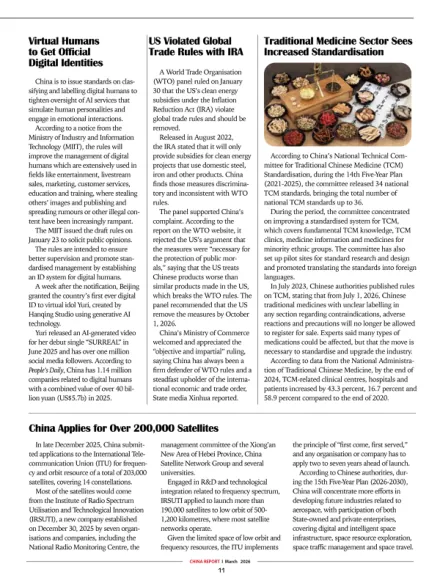 Virtual Humans
to Get Official
Digital Identities
China is to issue standards on clas-
sifying and labelling digital humans to
tighten oversight of AI services that
simulate human personalities and
engage in emotional interactions.
According to a notice from the
Ministry of Industry and Information
Technology (MIIT), the rules will
improve the management of digital
humans which are extensively used in
fields like entertainment, livestream
sales, marketing, customer services,
education and training, where stealing
others' images and publishing and
spreading rumours or other illegal con-
tent have been increasingly rampant.
The MIIT issued the draft rules on
January 23 to solicit public opinions.
The rules are intended to ensure
better supervision and promote stan-
dardised management by establishing
an ID system for digital humans.
A week after the notification, Beijing
granted the country's first ever digital
ID to virtual idol Yuri, created by
Hanqing Studio using generative AI
technology.
Yuri released an AI-generated video
for her debut single "SURREAL" in
June 2025 and has over one million
social media followers. According to
People's Daily, China has 1.14 million
companies related to digital humans
with a combined value of over 40 bil-
lion yuan (US$5.7b) in 2025.
US Violated Global
Trade Rules with IRA
A World Trade Organisation
(WTO) panel ruled on January
30 that the US's clean energy
subsidies under the Inflation
Reduction Act (IRA) violate
global trade rules and should be
removed.
Released in August 2022,
the IRA stated that it will only
provide subsidies for clean energy
projects that use domestic steel,
iron and other products. China
finds those measures discrimina-
tory and inconsistent with WTO
rules.
The panel supported China's
complaint. According to the
report on the WTO website, it
rejected the US's argument that
the measures were "necessary for
the protection of public mor-
als," saying that the US treats
Chinese products worse than
similar products made in the US,
which breaks the WTO rules. The
panel recommended that the US
remove the measures by October
1, 2026.
China's Ministry of Commerce
welcomed and appreciated the
"objective and impartial" ruling,
saying China has always been a
firm defender of WTO rules and a
steadfast upholder of the interna-
tional economic and trade order,
State media Xinhua reported.
Traditional Medicine Sector Sees
Increased Standardisation
According to China's National Technical Com-
mittee for Traditional Chinese Medicine (TCM)
Standardisation, during the 14th Five-Year Plan
(2021-2025), the committee released 34 national
TCM standards, bringing the total number of
national TCM standards up to 36.
During the period, the committee concentrated
on improving a standardised system for TCM,
which covers fundamental TCM knowledge, TCM
clinics, medicine information and medicines for
minority ethnic groups. The committee has also
set up pilot sites for standard research and design
and promoted translating the standards into foreign
languages.
In July 2023, Chinese authorities published rules
on TCM, stating that from July 1, 2026, Chinese
traditional medicines with unclear labelling in
any section regarding contraindications, adverse
reactions and precautions will no longer be allowed
to register for sale. Experts said many types of
medications could be affected, but that the move is
necessary to standardise and upgrade the industry.
According to data from the National Administra-
tion of Traditional Chinese Medicine, by the end of
2024, TCM-related clinical centres, hospitals and
patients increased by 43.3 percent, 16.7 percent and
58.9 percent compared to the end of 2020.
China Applies for Over 200,000 Satellites
In late December 2025, China submit-
ted applications to the International Tele-
communication Union (ITU) for frequen-
cy and orbit resource of a total of 203,000
satellites, covering 14 constellations.
Most of the satellites would come
from the Institute of Radio Spectrum
Utilisation and Technological Innovation
(IRSUTI), a new company established
on December 30, 2025 by seven organ-
isations and companies, including the
National Radio Monitoring Centre, the
management committee of the Xiong'an
New Area of Hebei Province, China
Satellite Network Group and several
universities.
Engaged in R&D and technological
integration related to frequency spectrum,
IRSUTI applied to launch more than
190,000 satellites to low orbit of 500-
1,200 kilometers, where most satellite
networks operate.
Given the limited space of low orbit and
frequency resources, the ITU implements
the principle of "first come, first served,"
and any organisation or company has to
apply two to seven years ahead of launch.
According to Chinese authorities, dur-
ing the 15th Five-Year Plan (2026-2030),
China will concentrate more efforts in
developing future industries related to
aerospace, with participation of both
State-owned and private enterprises,
covering digital and intelligent space
infrastructure, space resource exploration,
space traffic management and space travel.
CHINA REPORT | March 2026
11